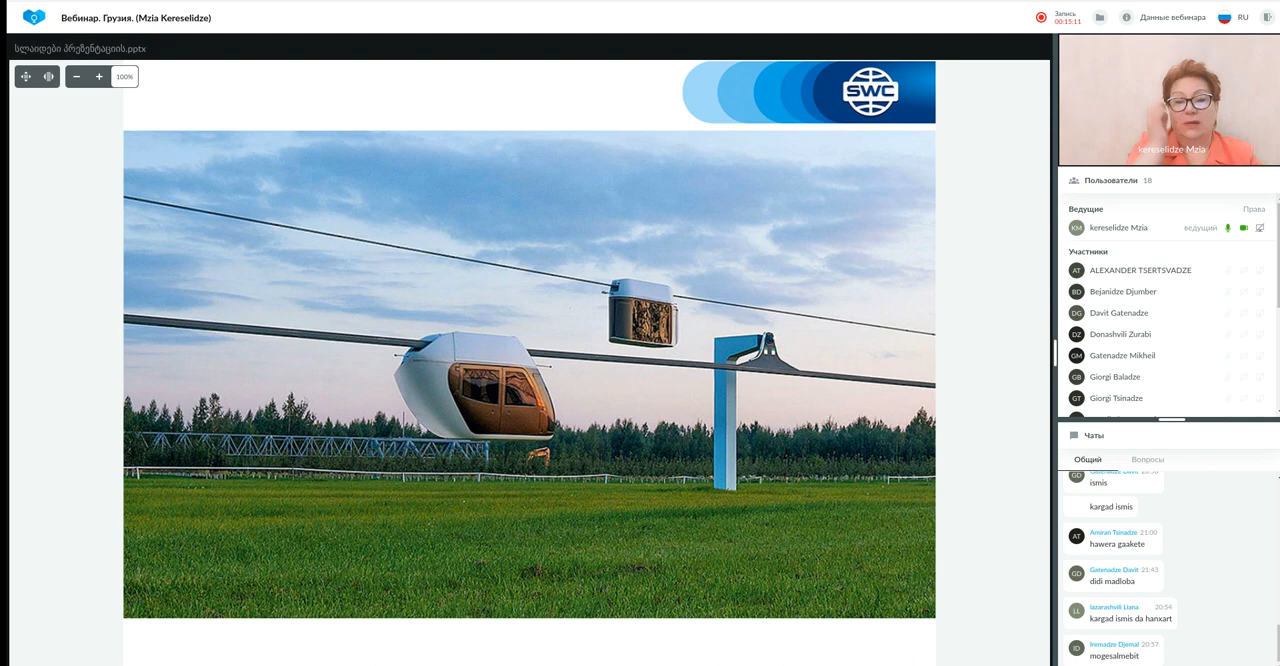 Вебинар. Грузия. (Mzia Kereselidze)
Запись
00:15:11
Данные вебинара
RU
სლაიდები პრეზენტაციის.pptx
100%
SWC
kereselidze Mzia
Пользователи 18
Ведущие Права
KM kereselidze Mzia ведущий
Участники
AT ALEXANDER TSERTSVADZE
BD Bejanidze Djumber
DG Davit Gatenadze
DZ Donashvili Zurabi
GM Gatenadze Mikheil
GB Giorgi Baladze
GT Giorgi Tsinadze
Чаты
Общий Вопросы
GD Gatenadze Davit
ismis
kargad ismis
AT Amiran Tsinadze 21:00
hawera gaakete
GD Gatenadze Davit 21:43
didi madloba
LL lazarashvili Liana 20:54
kargad ismis da hanxart
ID Iremadze Djemal 20:57
mogesalmebit